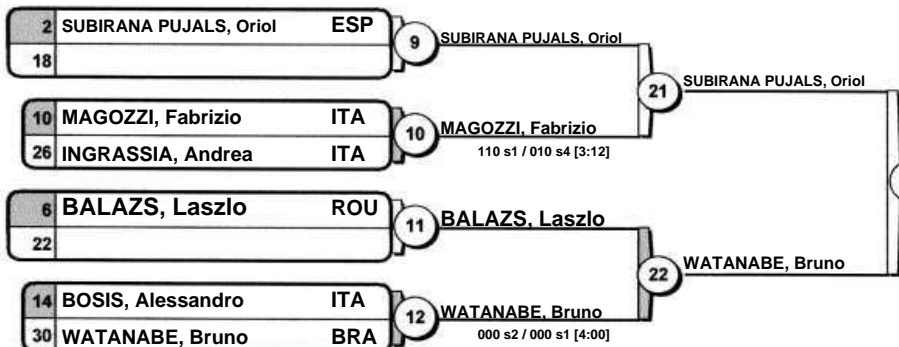 2 SUBIRANA PUJALS, Oriol ESP
18
9
SUBIRANA PUJALS, Oriol
10 MAGOZZI, Fabrizio ITA
26 INGRASSIA, Andrea ITA
10
MAGOZZI, Fabrizio
110 s1 / 010 s4 [3:12]
21
SUBIRANA PUJALS, Oriol
6 BALAZS, Laszlo ROU
22
11
BALAZS, Laszlo
14 BOSIS, Alessandro ITA
30 WATANABE, Bruno BRA
12
WATANABE, Bruno
000 s2 / 000 s1 [4:00]
22
WATANABE, Bruno